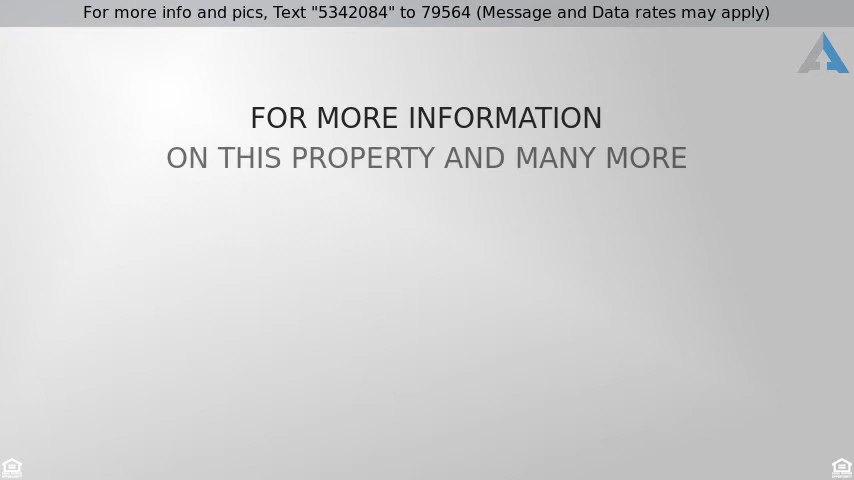 For more info and pics, Text "5342084" to 79564 (Message and Data rates may apply)
FOR MORE INFORMATION
ON THIS PROPERTY AND MANY MORE